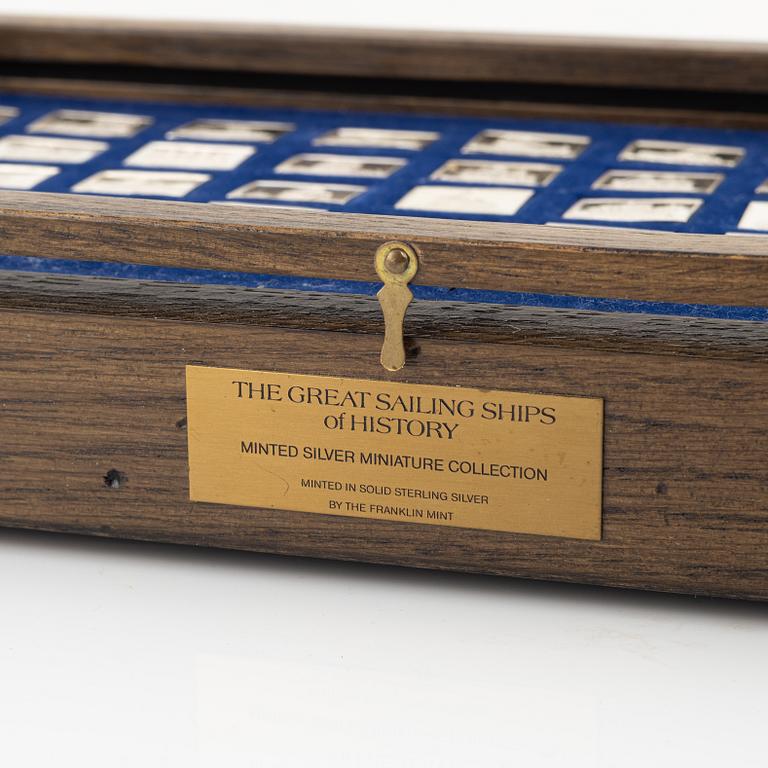 THE GREAT SAILING SHIPS
of HISTORY
MINTED SILVER MINIATURE COLLECTION
MINTED IN SOLID STERLING SILVER
BY THE FRANKLIN MINT